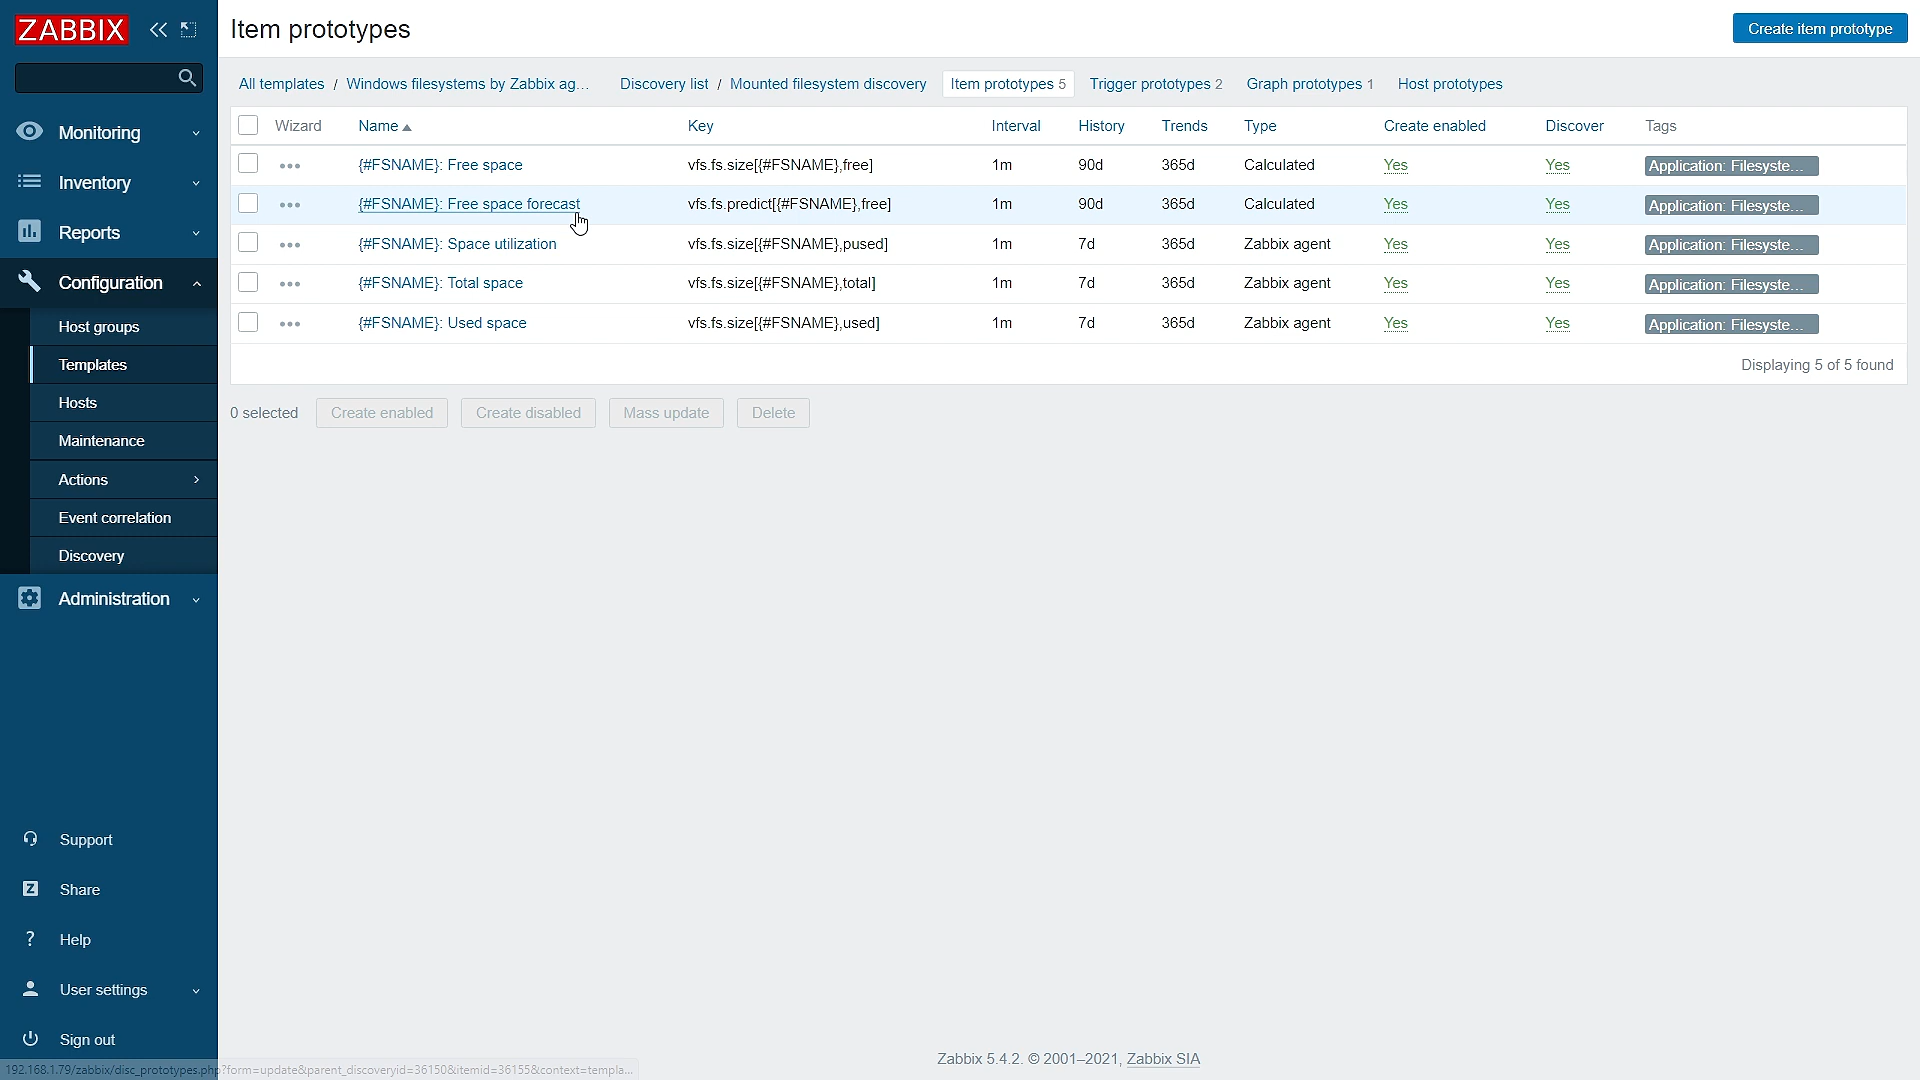 ZABBIX
Monitoring
Inventory
Reports
Configuration
Host groups
Templates
Hosts
Maintenance
Actions
Event correlation
Discovery
Administration
Support
Share
Help
User settings
Sign out
Item prototypes
Create item prototype
All templates / Windows filesystems by Zabbix ag... Discovery list / Mounted filesystem discovery Item prototypes 5 Trigger prototypes 2 Graph prototypes 1 Host prototypes
Wizard Name Key Interval History Trends Type Create enabled Discover Tags
{#FSNAME}: Free space vfs.fs.size[{#FSNAME},free] 1m 90d 365d Calculated Yes Yes Application: Filesyste...
{#FSNAME}: Free space forecast vfs.fs.predict[{#FSNAME},free] 1m 90d 365d Calculated Yes Yes Application: Filesyste...
{#FSNAME}: Space utilization vfs.fs.size[{#FSNAME},pused] 1m 7d 365d Zabbix agent Yes Yes Application: Filesyste...
{#FSNAME}: Total space vfs.fs.size[{#FSNAME},total] 1m 7d 365d Zabbix agent Yes Yes Application: Filesyste...
{#FSNAME}: Used space vfs.fs.size[{#FSNAME},used] 1m 7d 365d Zabbix agent Yes Yes Application: Filesyste...
Displaying 5 of 5 found
0 selected Create enabled Create disabled Mass update Delete
Zabbix 5.4.2. © 2001–2021, Zabbix SIA
192.168.1.79/zabbix/disc_prototypes.php?form=update&parent_discoveryid=36150&itemid=36155&context=templa...